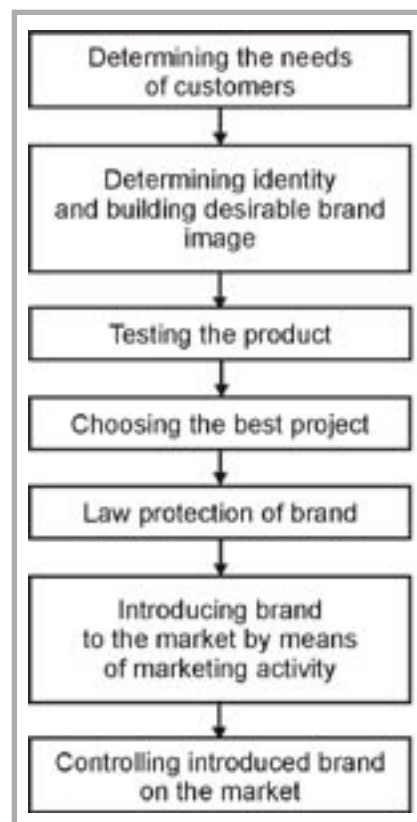 Determining the needs
of customers
Determining identity
and building desirable brand
image
Testing the product
Choosing the best project
Law protection of brand
Introducing brand
to the market by means
of marketing activity
Controlling introduced brand
on the market